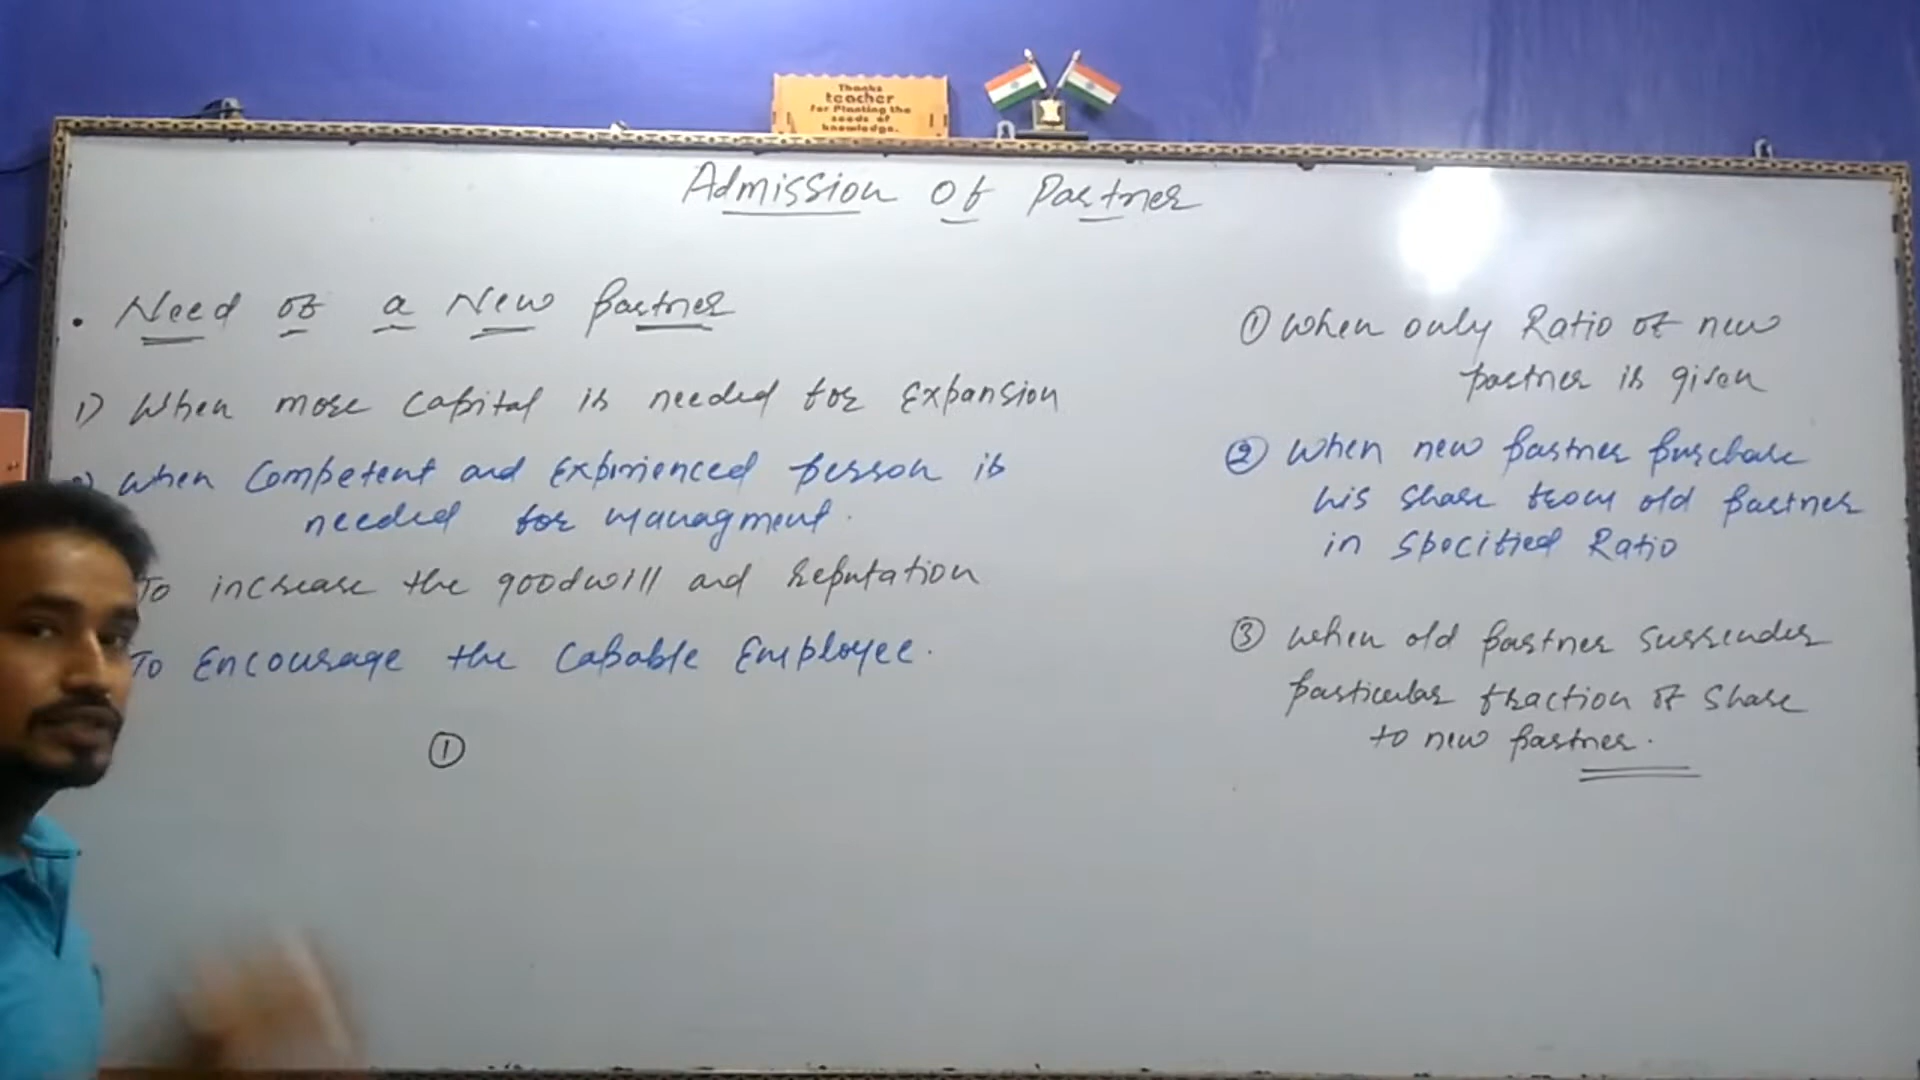 Thanks
teacher
for Planting the
seeds of
knowledge.
Admission of Partner
. Need of a New partner
1) When more capital is needed for Expansion
2) when Competent and Exprienced person is
needed for managment.
To increase the goodwill and reputation
To Encourage the capable Employee.
①
① When only Ratio of new
partner is given
② When new partner purchase
his share from old partner
in Specified Ratio
③ When old partner surrender
particular fraction of Share
to new partner.